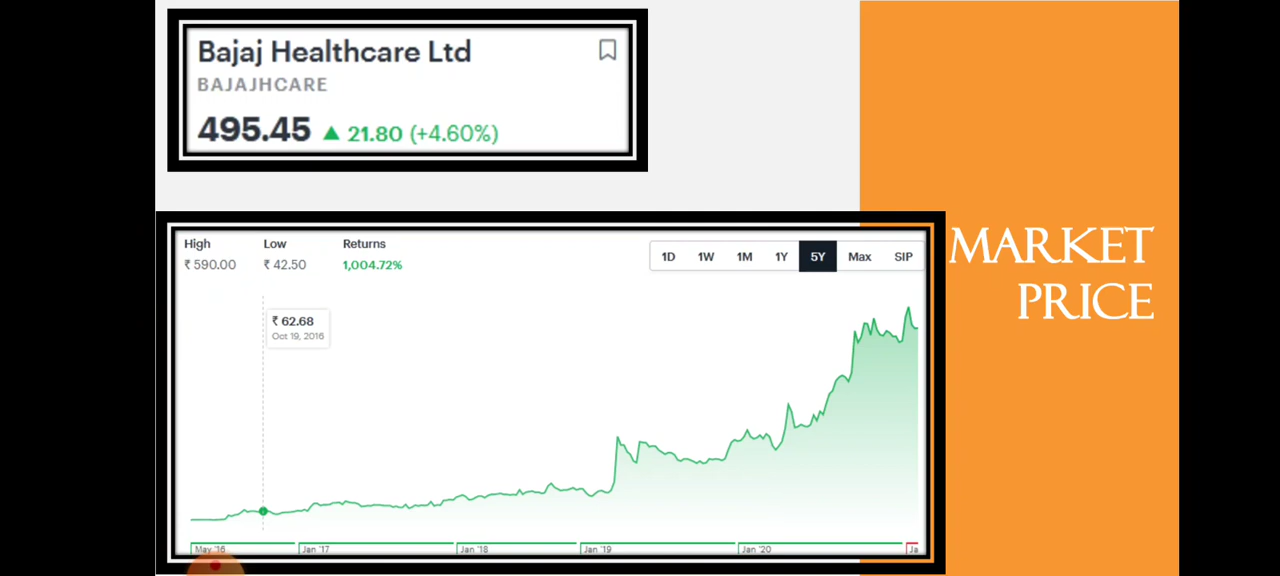 Bajaj Healthcare Ltd
BAJAJHCARE
495.45 ▲ 21.80 (+4.60%)
MARKET
PRICE
High Low Returns
₹ 590.00 ₹ 42.50 1,004.72%
1D 1W 1M 1Y 5Y Max SIP
₹ 62.68
Oct 19, 2016
May '16 Jan '17 Jan '18 Jan '19 Jan '20 Ja